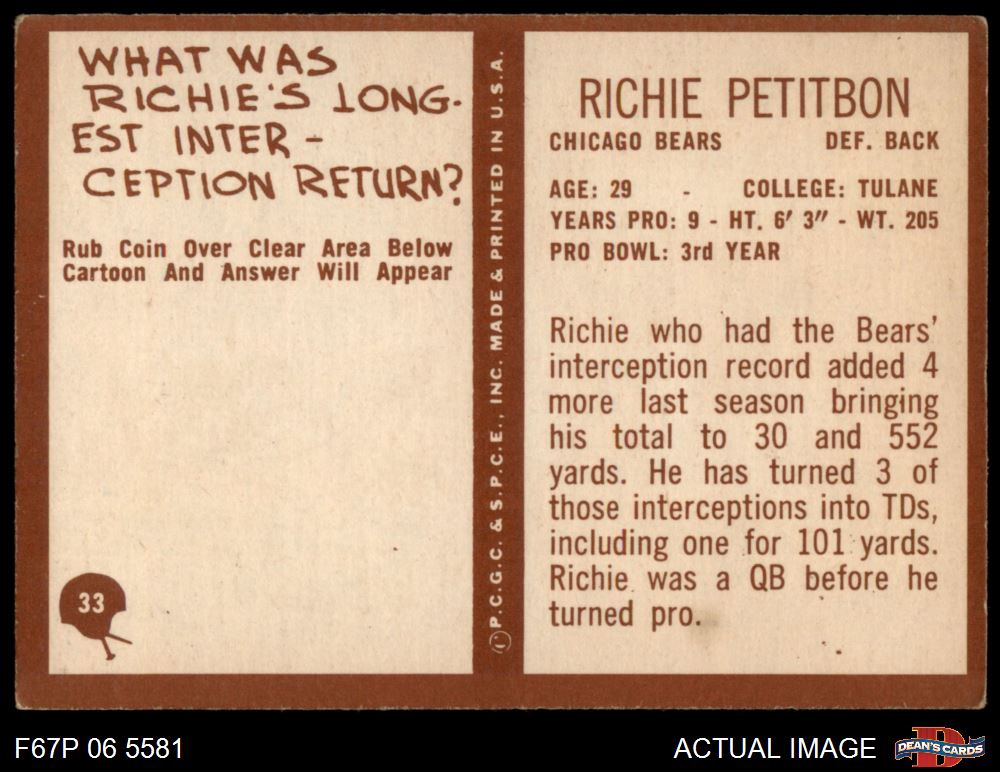 WHAT WAS
RICHIE'S LONG-
EST INTER-
CEPTION RETURN?
Rub Coin Over Clear Area Below
Cartoon And Answer Will Appear
33
P.C.G.C. & S.P.C.E., INC. MADE & PRINTED IN U.S.A.
RICHIE PETITBON
CHICAGO BEARS DEF. BACK
AGE: 29 - COLLEGE: TULANE
YEARS PRO: 9 - HT. 6′ 3″ - WT. 205
PRO BOWL: 3rd YEAR
Richie who had the Bears'
interception record added 4
more last season bringing
his total to 30 and 552
yards. He has turned 3 of
those interceptions into TDs,
including one for 101 yards.
Richie was a QB before he
turned pro.
F67P 06 5581
ACTUAL IMAGE
DEAN'S CARDS